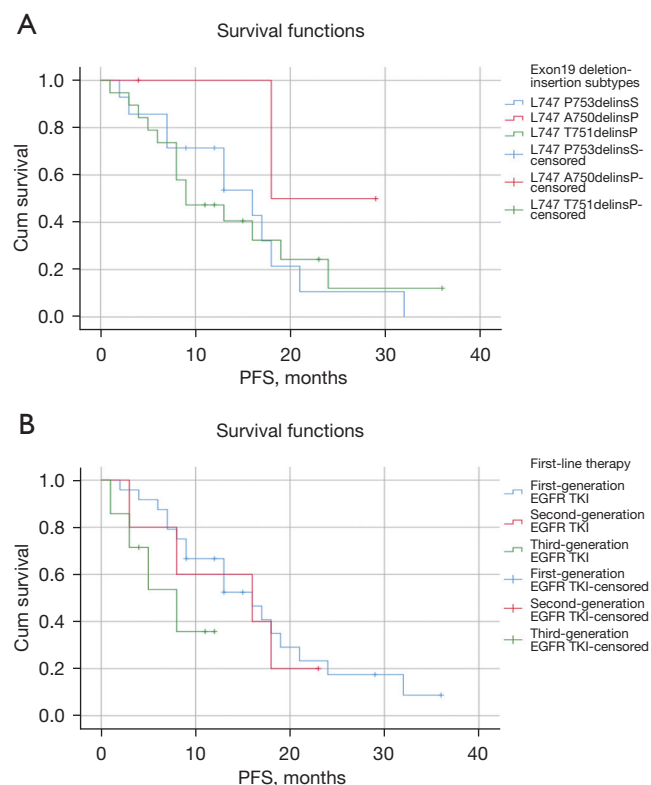 A
Survival functions
Exon19 deletion-
insertion subtypes
L747 P753delinsS
L747 A750delinsP
L747 T751delinsP
L747 P753delinsS-
censored
L747 A750delinsP-
censored
L747 T751delinsP-
censored
Cum survival
1.0
0.8
0.6
0.4
0.2
0.0
0 10 20 30 40
PFS, months
B
Survival functions
First-line therapy
First-generation
EGFR TKI
Second-generation
EGFR TKI
Third-generation
EGFR TKI
First-generation
EGFR TKI-censored
Second-generation
EGFR TKI-censored
Third-generation
EGFR TKI-censored
Cum survival
1.0
0.8
0.6
0.4
0.2
0.0
0 10 20 30 40
PFS, months